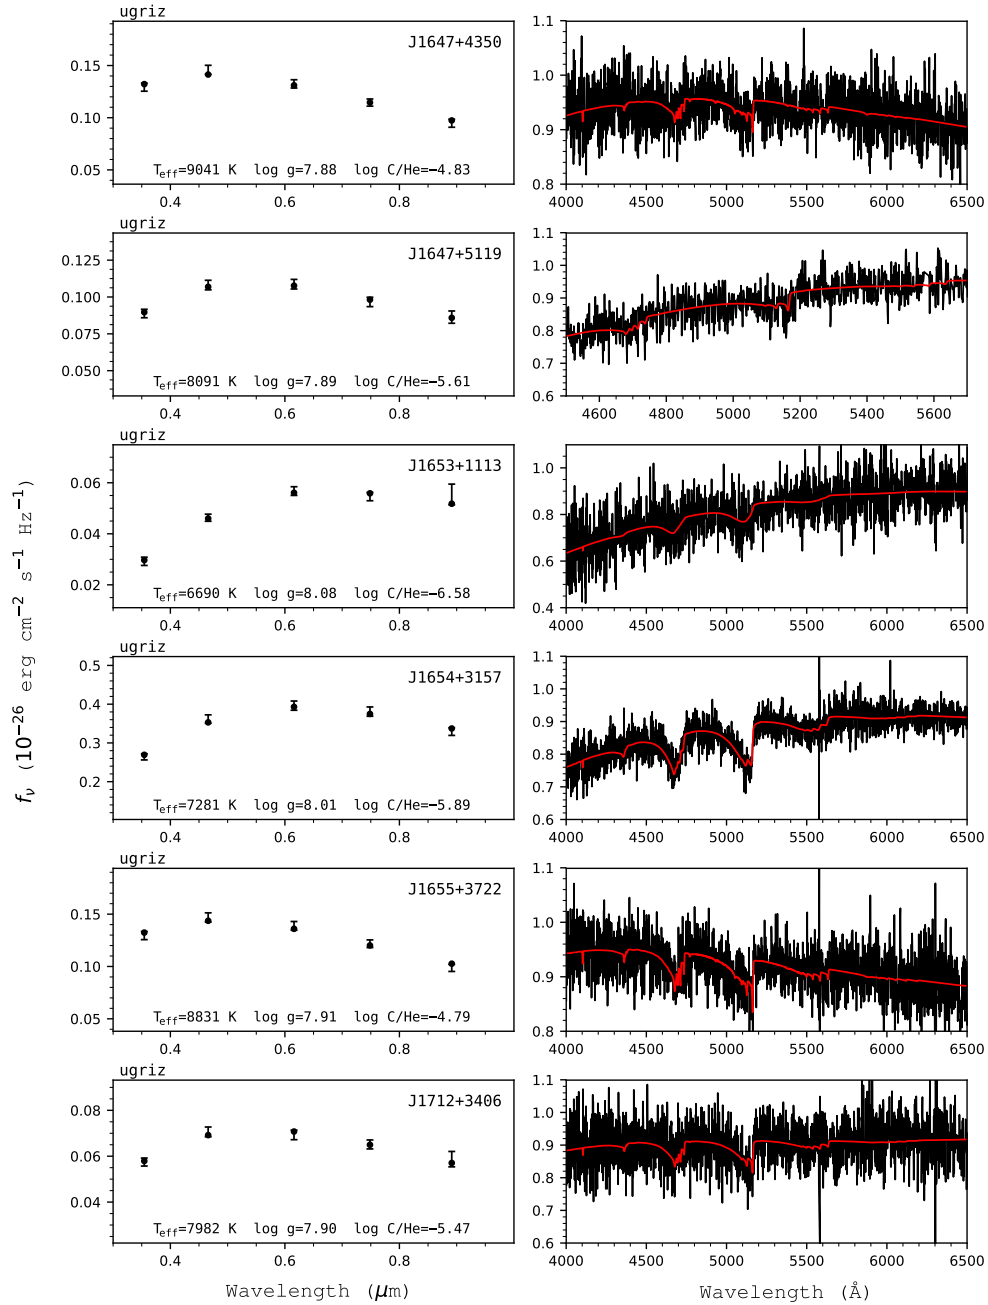 ugriz
J1647+4350
0.15
0.10
0.05
T_eff=9041 K log g=7.88 log C/He=−4.83
0.4 0.6 0.8
1.1
1.0
0.9
0.8
4000 4500 5000 5500 6000 6500
ugriz
J1647+5119
0.125
0.100
0.075
0.050
T_eff=8091 K log g=7.89 log C/He=−5.61
0.4 0.6 0.8
1.1
1.0
0.9
0.8
0.7
0.6
4600 4800 5000 5200 5400 5600
ugriz
J1653+1113
0.06
0.04
0.02
T_eff=6690 K log g=8.08 log C/He=−6.58
0.4 0.6 0.8
1.0
0.8
0.6
0.4
4000 4500 5000 5500 6000 6500
f_ν (10^−26 erg cm^−2 s^−1 Hz^−1)
ugriz
J1654+3157
0.5
0.4
0.3
0.2
T_eff=7281 K log g=8.01 log C/He=−5.89
0.4 0.6 0.8
1.1
1.0
0.9
0.8
0.7
0.6
4000 4500 5000 5500 6000 6500
ugriz
J1655+3722
0.15
0.10
0.05
T_eff=8831 K log g=7.91 log C/He=−4.79
0.4 0.6 0.8
1.1
1.0
0.9
0.8
4000 4500 5000 5500 6000 6500
ugriz
J1712+3406
0.08
0.06
0.04
T_eff=7982 K log g=7.90 log C/He=−5.47
0.4 0.6 0.8
1.1
1.0
0.9
0.8
0.7
0.6
4000 4500 5000 5500 6000 6500
Wavelength (μm)
Wavelength (Å)